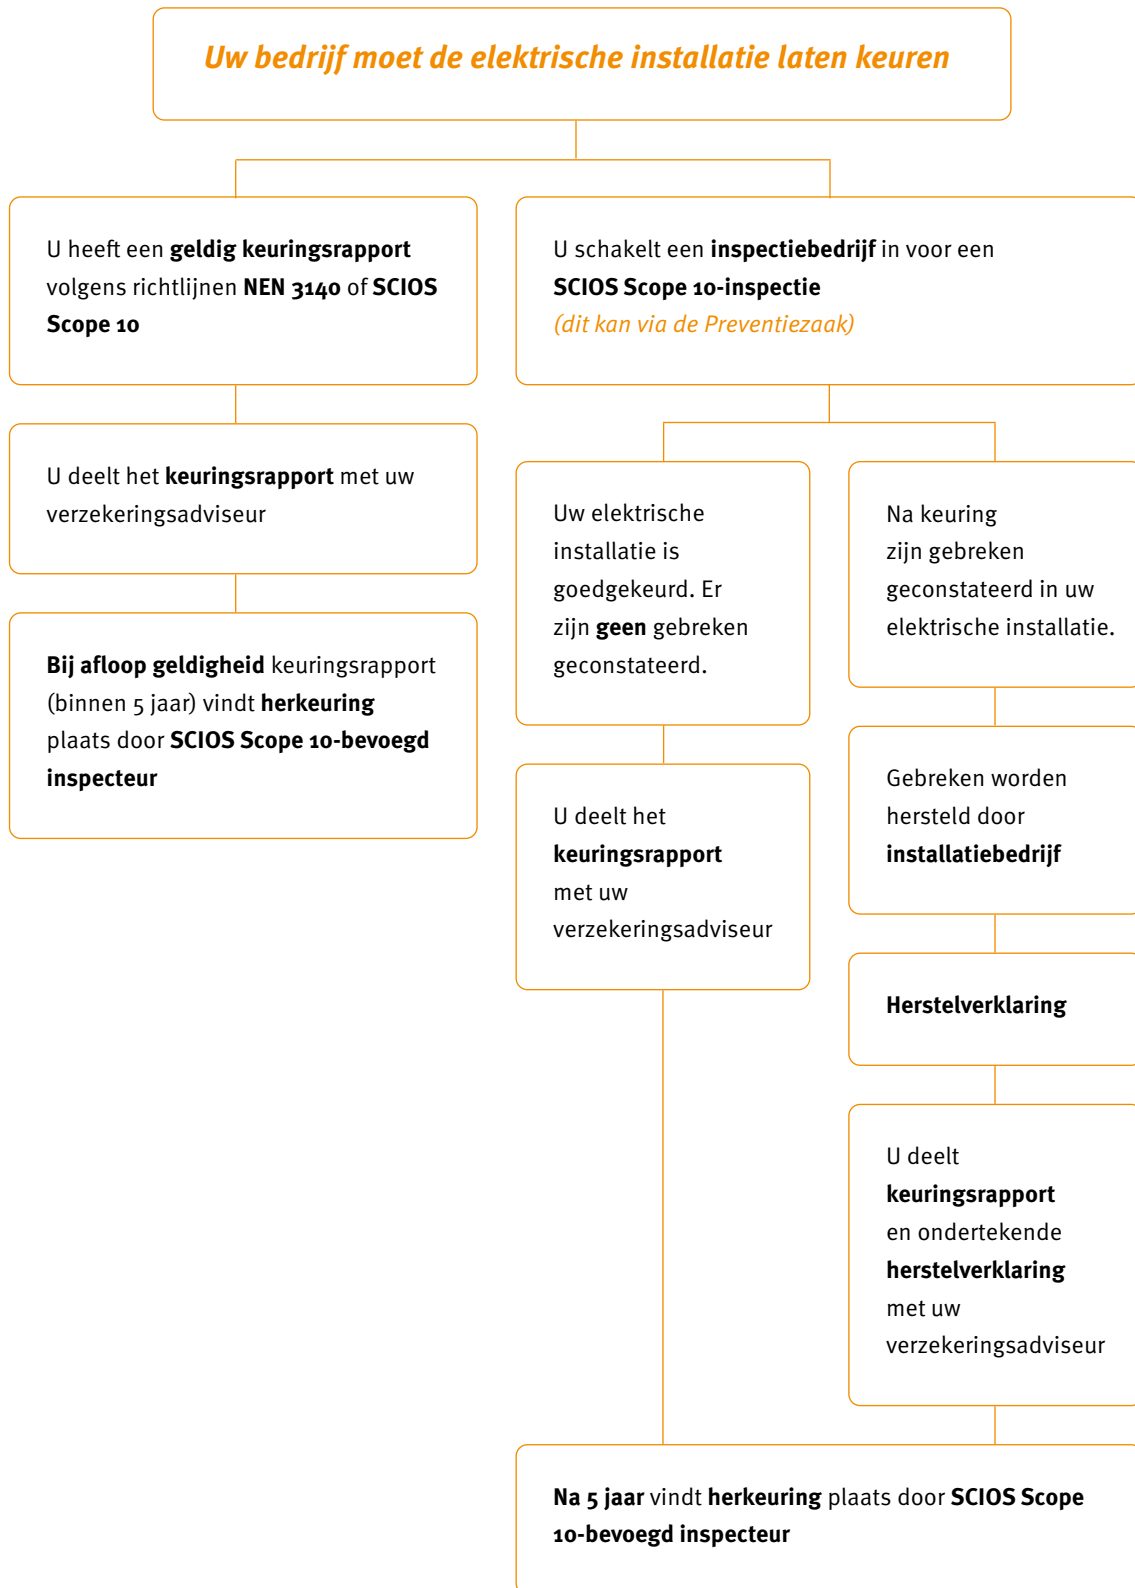 Uw bedrijf moet de elektrische installatie laten keuren
U heeft een geldig keuringsrapport
volgens richtlijnen NEN 3140 of SCIOS
Scope 10
U deelt het keuringsrapport met uw
verzekeringsadviseur
Bij afloop geldigheid keuringsrapport
(binnen 5 jaar) vindt herkeuring
plaats door SCIOS Scope 10-bevoegd
inspecteur
U schakelt een inspectiebedrijf in voor een
SCIOS Scope 10-inspectie
(dit kan via de Preventiezaak)
Uw elektrische
installatie is
goedgekeurd. Er
zijn geen gebreken
geconstateerd.
U deelt het
keuringsrapport
met uw
verzekeringsadviseur
Na keuring
zijn gebreken
geconstateerd in uw
elektrische installatie.
Gebreken worden
hersteld door
installatiebedrijf
Herstelverklaring
U deelt
keuringsrapport
en ondertekende
herstelverklaring
met uw
verzekeringsadviseur
Na 5 jaar vindt herkeuring plaats door SCIOS Scope
10-bevoegd inspecteur